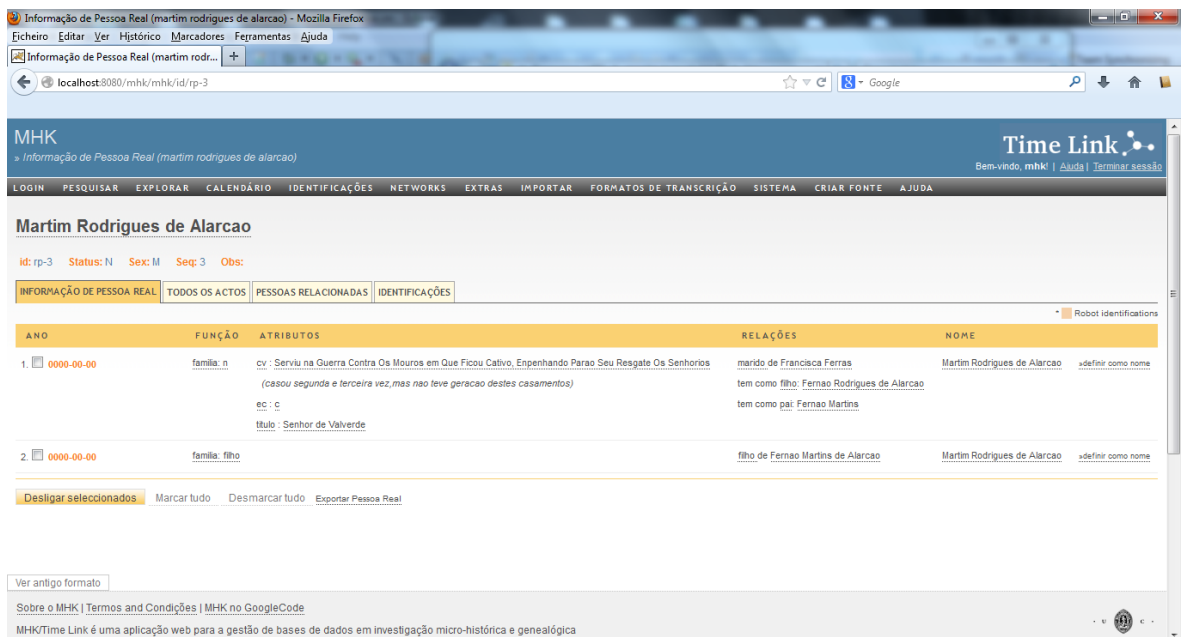 Informação de Pessoa Real (martim rodrigues de alarcao) - Mozilla Firefox
Ficheiro Editar Ver Histórico Marcadores Ferramentas Ajuda
Informação de Pessoa Real (martim rodr... +
localhost:8080/mhk/mhk/id/rp-3 Google
MHK
» Informação de Pessoa Real (martim rodrigues de alarcao)
Time Link
Bem-vindo, mhk! | Ajuda | Terminar sessão
LOGIN PESQUISAR EXPLORAR CALENDÁRIO IDENTIFICAÇÕES NETWORKS EXTRAS IMPORTAR FORMATOS DE TRANSCRIÇÃO SISTEMA CRIAR FONTE AJUDA
Martim Rodrigues de Alarcao
id: rp-3 Status: N Sex: M Seq: 3 Obs:
INFORMAÇÃO DE PESSOA REAL TODOS OS ACTOS PESSOAS RELACIONADAS IDENTIFICAÇÕES
* Robot identifications
ANO FUNÇÃO ATRIBUTOS RELAÇÕES NOME
1. 0000-00-00 familia: n cv : Serviu na Guerra Contra Os Mouros em Que Ficou Cativo, Enpenhando Parao Seu Resgate Os Senhorios marido de Francisca Ferras Martim Rodrigues de Alarcao »definir como nome
(casou segunda e terceira vez,mas nao teve geracao destes casamentos) tem como filho: Fernao Rodrigues de Alarcao
ec : c tem como pai: Fernao Martins
titulo : Senhor de Valverde
2. 0000-00-00 familia: filho filho de Fernao Martins de Alarcao Martim Rodrigues de Alarcao »definir como nome
Desligar seleccionados Marcar tudo Desmarcar tudo Exportar Pessoa Real
Ver antigo formato
Sobre o MHK | Termos and Condições | MHK no GoogleCode
MHK/Time Link é uma aplicação web para a gestão de bases de dados em investigação micro-histórica e genealógica
· U C ·